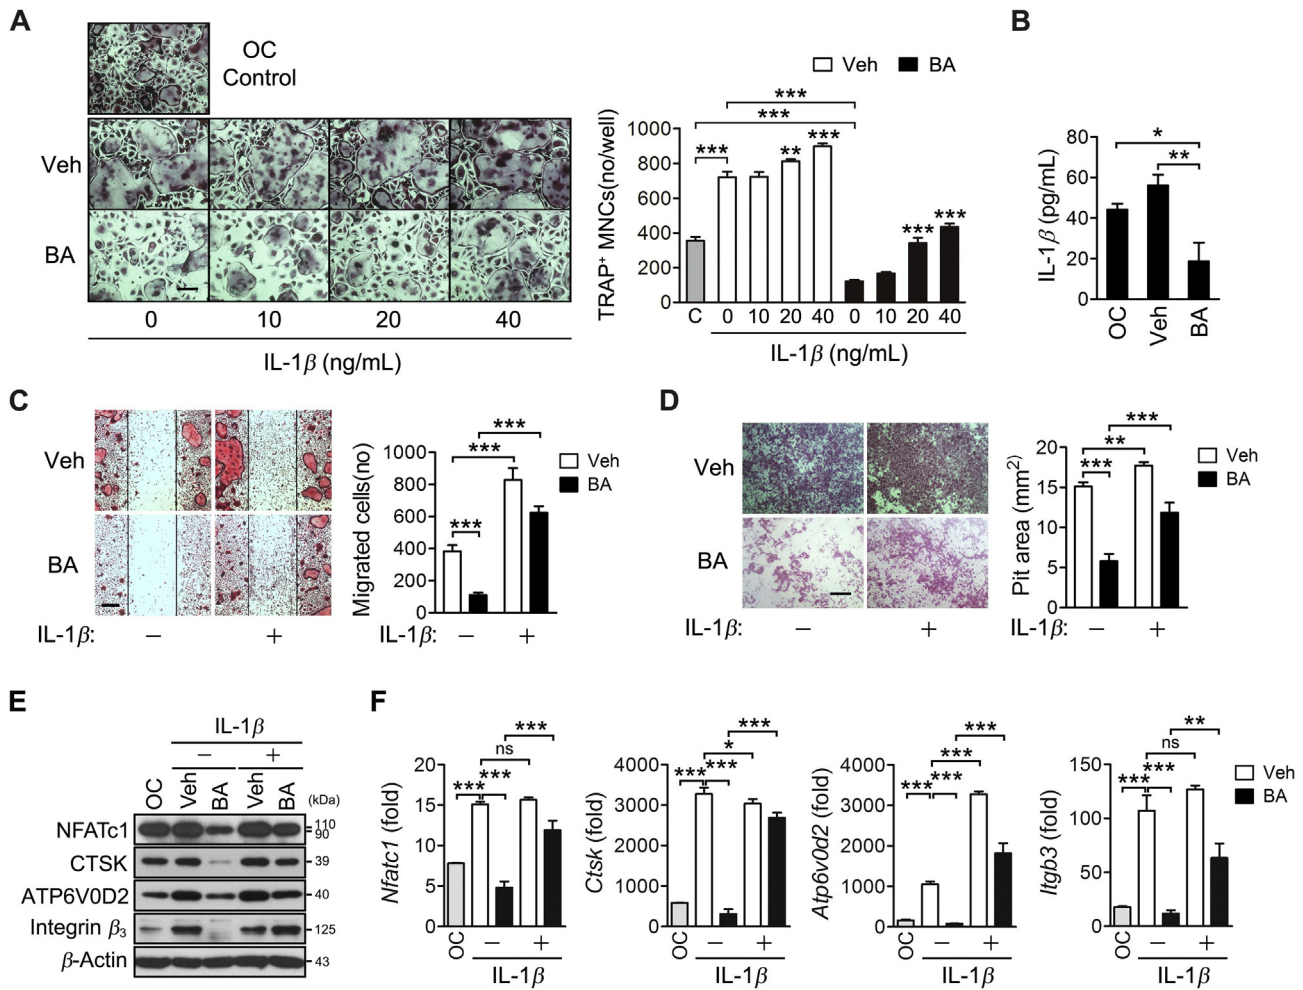 A
OC
Control
Veh
BA
0 10 20 40
IL-1β (ng/mL)
Veh BA
TRAP+ MNCs(no/well)
1000
800
600
400
200
0
***
***
***
**
***
***
***
C 0 10 20 40 0 10 20 40
IL-1β (ng/mL)
B
IL-1β (pg/mL)
80
60
40
20
0
*
**
OC
Veh
BA
C
Veh
BA
IL-1β: − +
Migrated cells(no)
1000
800
600
400
200
0
***
***
***
Veh
BA
IL-1β: − +
D
Veh
BA
IL-1β: − +
Pit area (mm2)
20
15
10
5
0
***
**
***
Veh
BA
IL-1β: − +
E
IL-1β
− +
OC Veh BA Veh BA (kDa)
NFATc1 110
90
CTSK 39
ATP6V0D2 40
Integrin β3 125
β-Actin 43
F
Nfatc1 (fold)
20
15
10
5
0
***
ns
*** ***
OC − +
IL-1β
Ctsk (fold)
4000
3000
2000
1000
0
***
*
*** ***
OC − +
IL-1β
Atp6v0d2 (fold)
4000
3000
2000
1000
0
***
***
*** ***
OC − +
IL-1β
Itgb3 (fold)
150
100
50
0
**
ns
*** ***
OC − +
IL-1β
Veh
BA